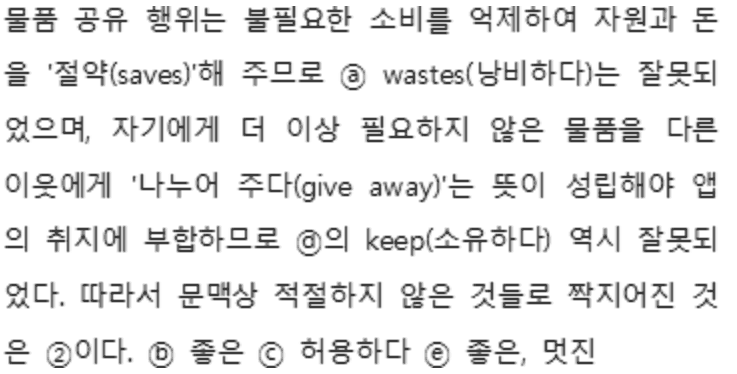 물품 공유 행위는 불필요한 소비를 억제하여 자원과 돈
을 '절약(saves)'해 주므로 ⓐ wastes(낭비하다)는 잘못되
었으며, 자기에게 더 이상 필요하지 않은 물품을 다른
이웃에게 '나누어 주다(give away)'는 뜻이 성립해야 앱
의 취지에 부합하므로 ⓓ의 keep(소유하다) 역시 잘못되
었다. 따라서 문맥상 적절하지 않은 것들로 짝지어진 것
은 ②이다. ⓑ 좋은 ⓒ 허용하다 ⓔ 좋은, 멋진